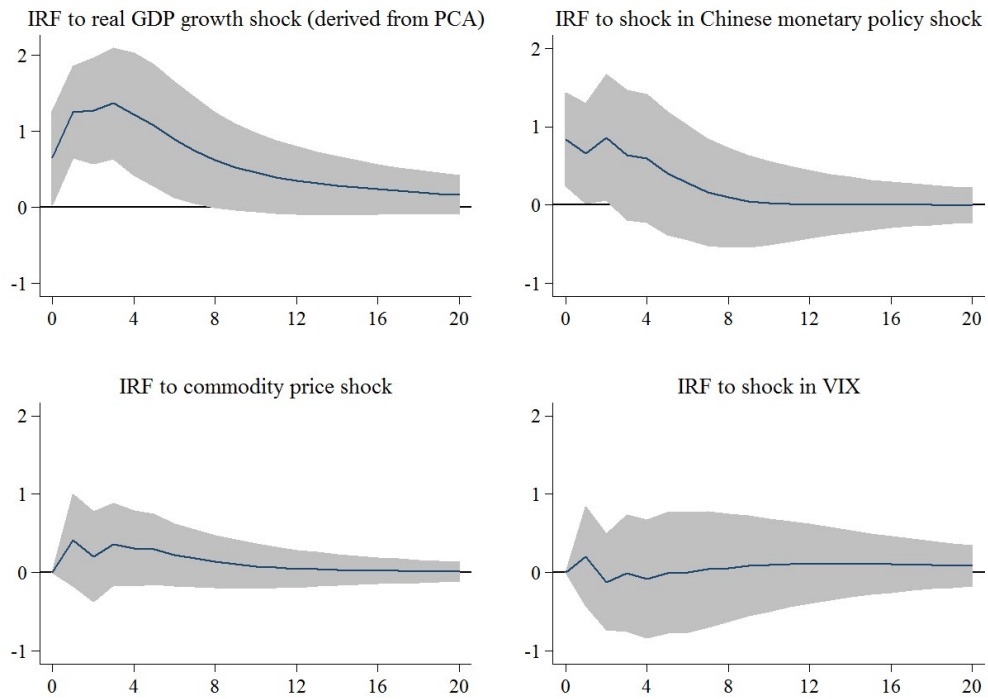 IRF to real GDP growth shock (derived from PCA)
2
1
0
-1
0 4 8 12 16 20
IRF to shock in Chinese monetary policy shock
2
1
0
-1
0 4 8 12 16 20
IRF to commodity price shock
2
1
0
-1
0 4 8 12 16 20
IRF to shock in VIX
2
1
0
-1
0 4 8 12 16 20